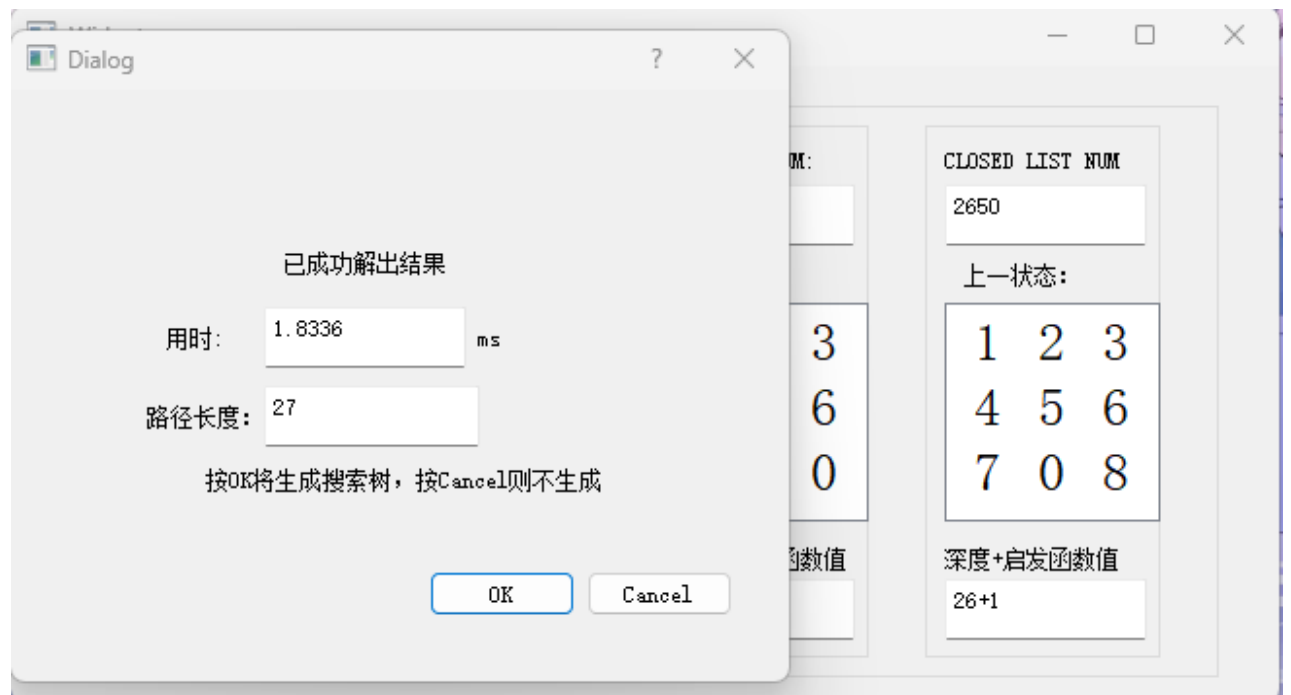 Dialog
已成功解出结果
用时: 1.8336 ms
路径长度: 27
按OK将生成搜索树，按Cancel则不生成
OK Cancel
M:
3
6
0
数值
CLOSED LIST NUM
2650
上一状态:
1 2 3
4 5 6
7 0 8
深度+启发函数值
26+1